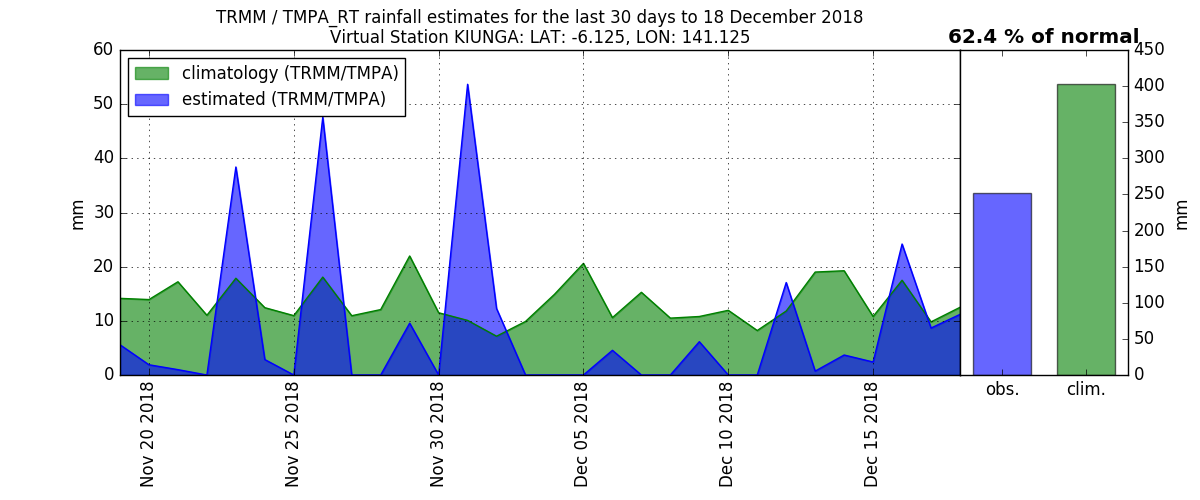 TRMM / TMPA_RT rainfall estimates for the last 30 days to 18 December 2018
Virtual Station KIUNGA: LAT: -6.125, LON: 141.125
62.4 % of normal
climatology (TRMM/TMPA)
estimated (TRMM/TMPA)
60
50
40
30
20
10
0
mm
450
400
350
300
250
200
150
100
50
0
mm
Nov 20 2018
Nov 25 2018
Nov 30 2018
Dec 05 2018
Dec 10 2018
Dec 15 2018
obs.
clim.